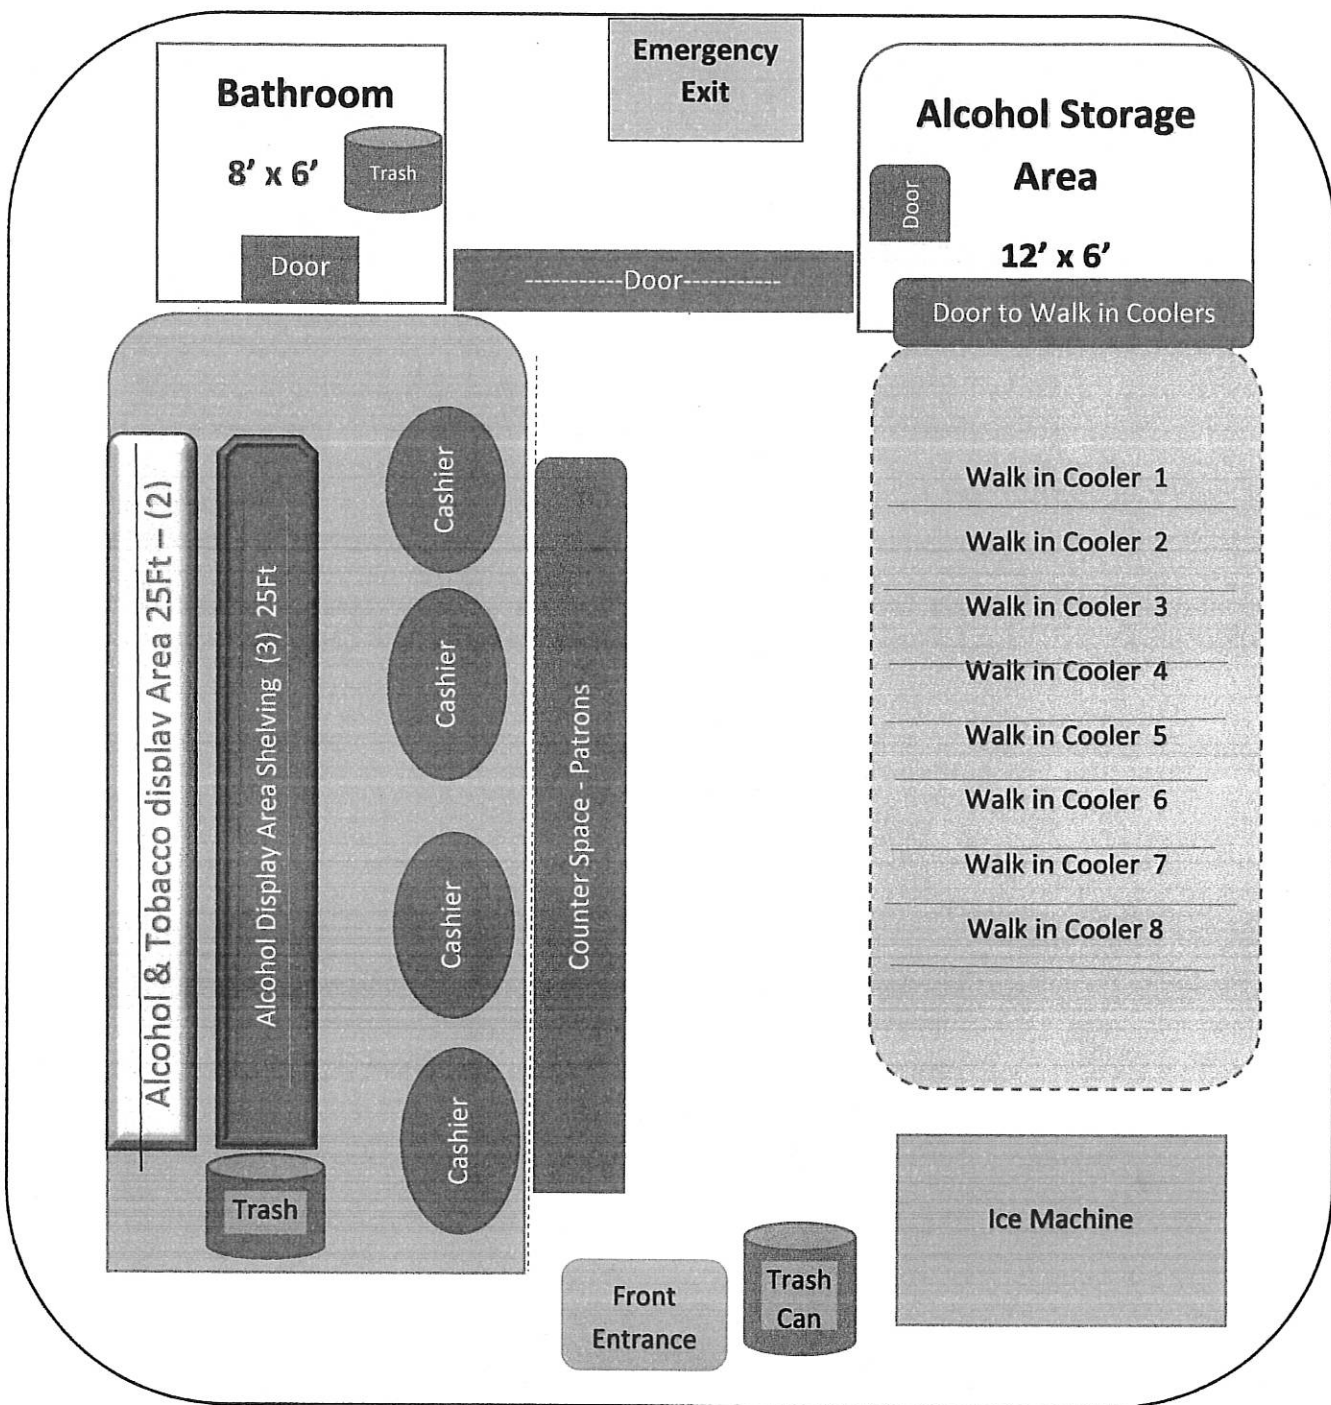 Emergency
Exit
Bathroom
8’ x 6’
Trash
Door
Alcohol Storage
Area
Door
12’ x 6’
-----------Door-----------
Door to Walk in Coolers
Alcohol & Tobacco display Area 25Ft – (2)
Alcohol Display Area Shelving (3) 25Ft
Cashier
Cashier
Cashier
Cashier
Counter Space - Patrons
Walk in Cooler 1
Walk in Cooler 2
Walk in Cooler 3
Walk in Cooler 4
Walk in Cooler 5
Walk in Cooler 6
Walk in Cooler 7
Walk in Cooler 8
Trash
Ice Machine
Front
Entrance
Trash
Can